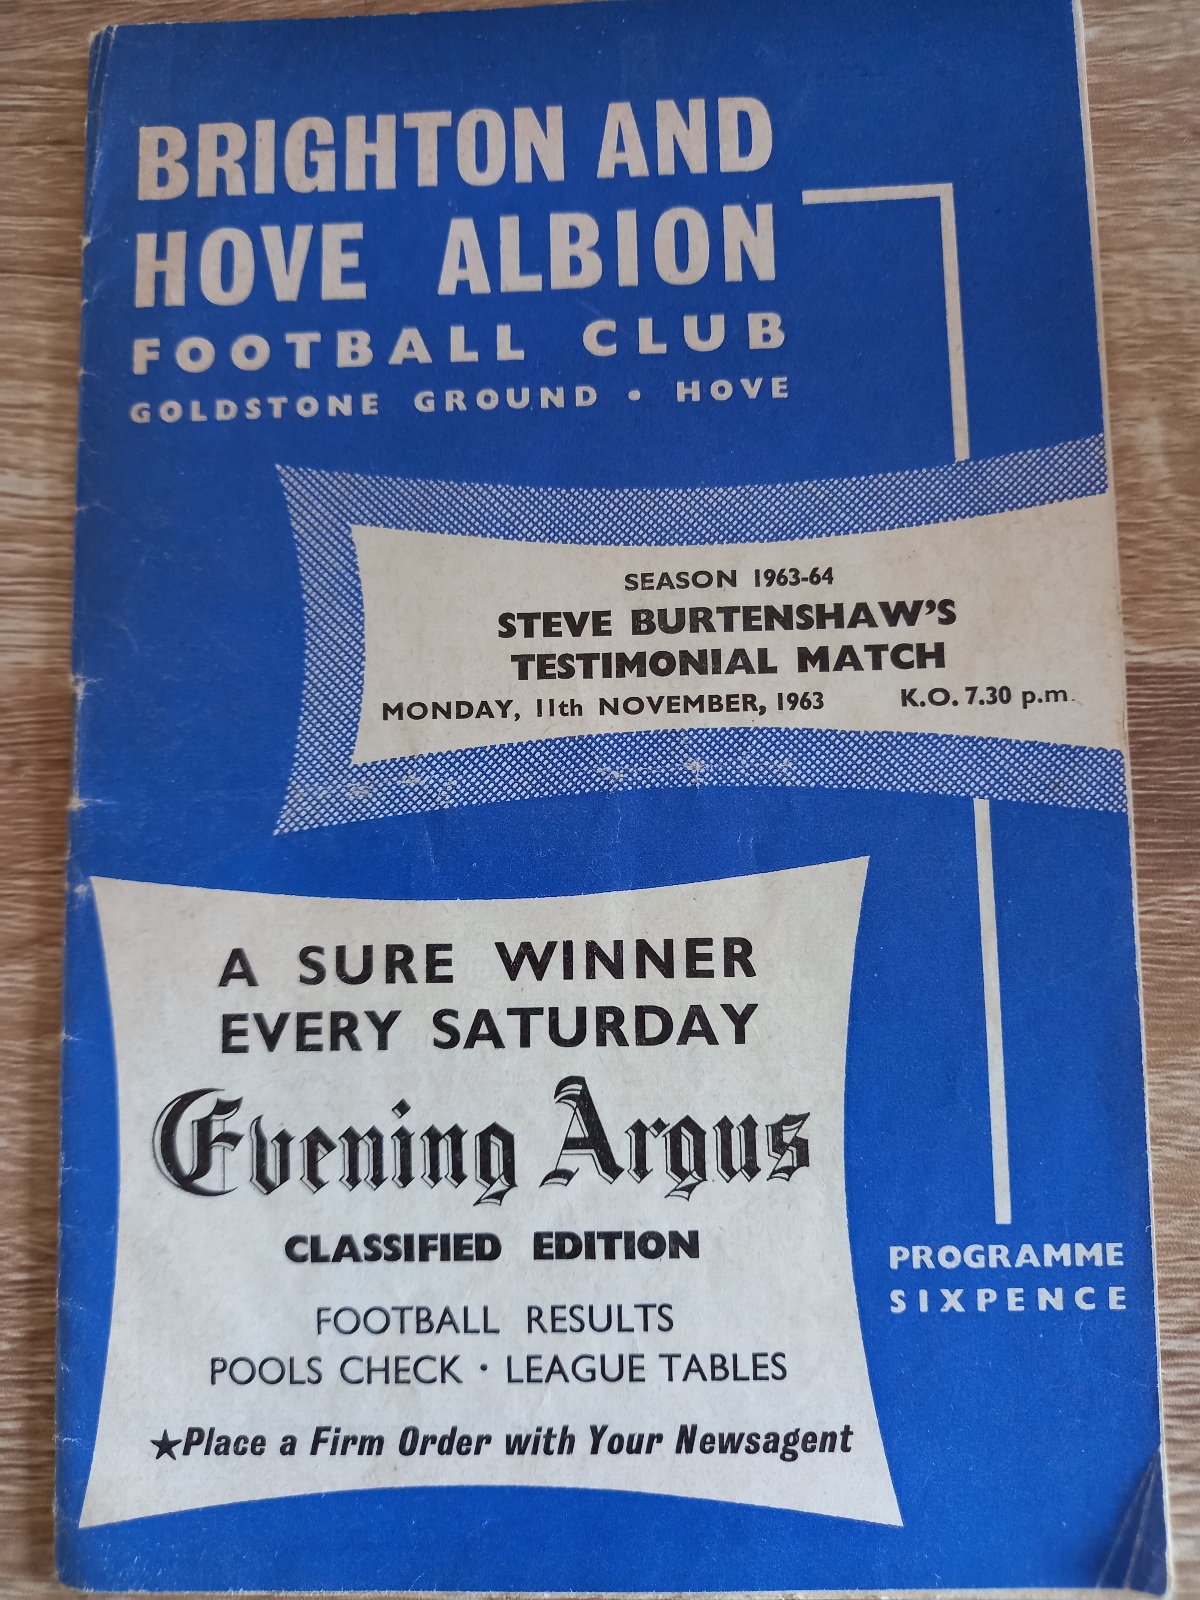 BRIGHTON AND
HOVE ALBION
FOOTBALL CLUB
GOLDSTONE GROUND • HOVE
SEASON 1963-64
STEVE BURTENSHAW'S
TESTIMONIAL MATCH
MONDAY, 11th NOVEMBER, 1963 K.O. 7.30 p.m.
A SURE WINNER
EVERY SATURDAY
Evening Argus
CLASSIFIED EDITION
FOOTBALL RESULTS
POOLS CHECK · LEAGUE TABLES
★Place a Firm Order with Your Newsagent
PROGRAMME
SIXPENCE